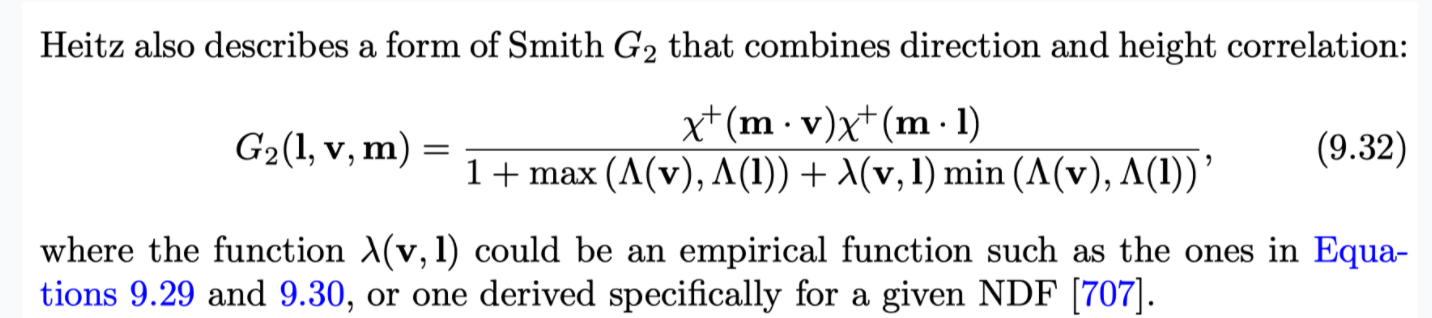 Heitz also describes a form of Smith G₂ that combines direction and height correlation:
G₂(l, v, m) = χ⁺(m · v)χ⁺(m · l) / (1 + max (Λ(v), Λ(l)) + λ(v, l) min (Λ(v), Λ(l))), (9.32)
where the function λ(v, l) could be an empirical function such as the ones in Equa-
tions 9.29 and 9.30, or one derived specifically for a given NDF [707].